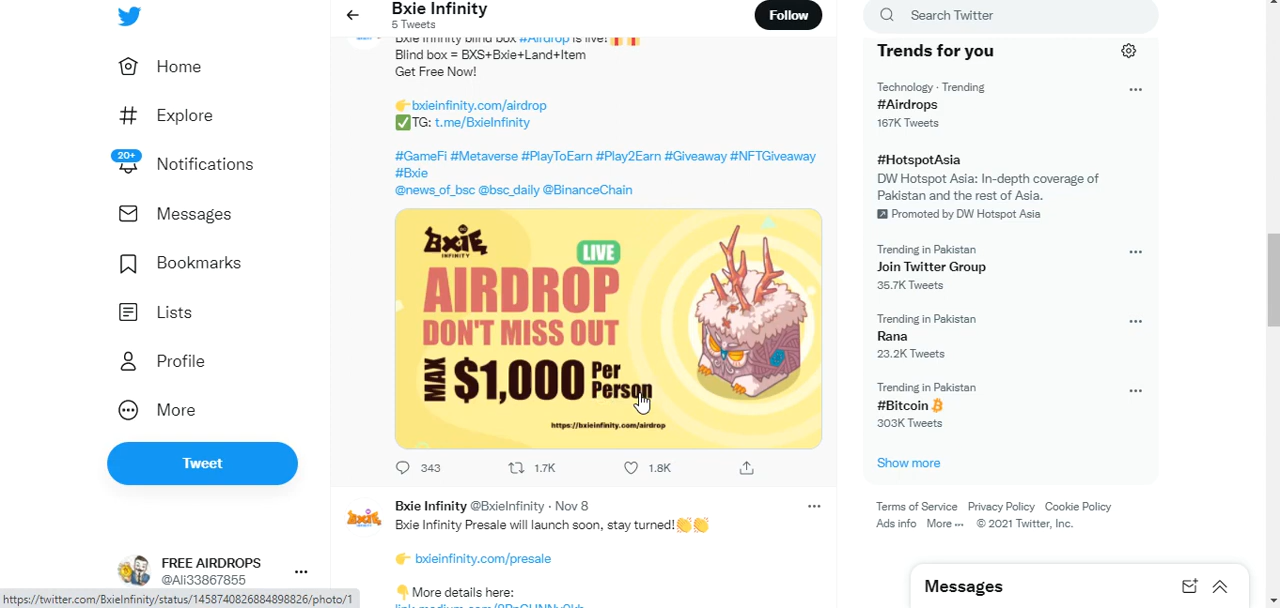 Bxie Infinity
5 Tweets
Follow
Search Twitter
Home
Explore
20+
Notifications
Messages
Bookmarks
Lists
Profile
More
Tweet
FREE AIRDROPS
@Ali33867855
Bxie Infinity blind box #Airdrop is live!🎁🎁
Blind box = BXS+Bxie+Land+Item
Get Free Now!
👉bxieinfinity.com/airdrop
✅TG: t.me/BxieInfinity
#GameFi #Metaverse #PlayToEarn #Play2Earn #Giveaway #NFTGiveaway
#Bxie
@news_of_bsc @bsc_daily @BinanceChain
BXIE
INFINITY
LIVE
AIRDROP
DON'T MISS OUT
MAX $1,000 Per
Person
https://bxieinfinity.com/airdrop
343
1.7K
1.8K
Bxie Infinity @BxieInfinity · Nov 8
Bxie Infinity Presale will launch soon, stay turned!👏👏
👉 bxieinfinity.com/presale
👇More details here:
Trends for you
Technology · Trending
#Airdrops
167K Tweets
#HotspotAsia
DW Hotspot Asia: In-depth coverage of
Pakistan and the rest of Asia.
Promoted by DW Hotspot Asia
Trending in Pakistan
Join Twitter Group
35.7K Tweets
Trending in Pakistan
Rana
23.2K Tweets
Trending in Pakistan
#Bitcoin
303K Tweets
Show more
Terms of Service Privacy Policy Cookie Policy
Ads info More ··· © 2021 Twitter, Inc.
Messages
https://twitter.com/BxieInfinity/status/1458740826884898826/photo/1